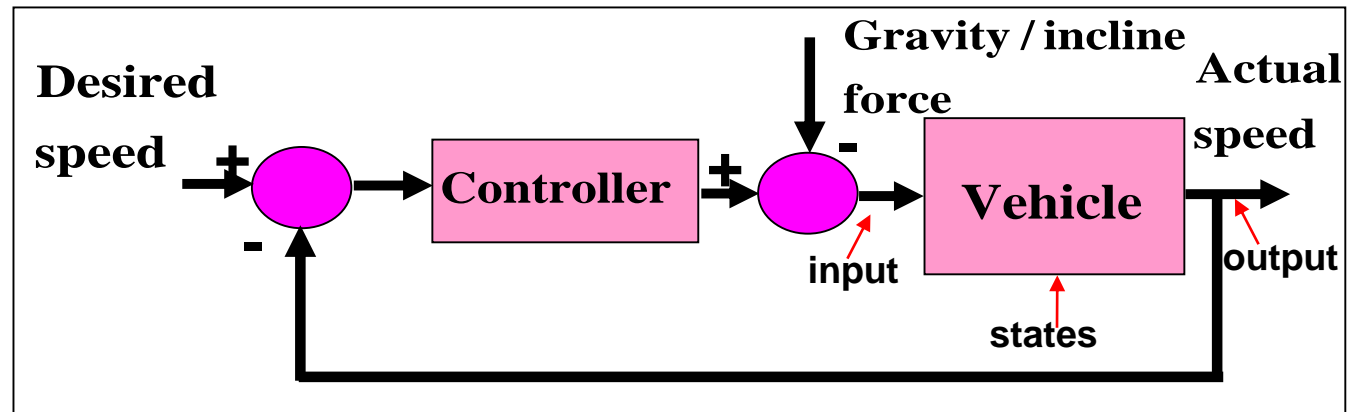 Desired
speed
+
-
Controller
+
Gravity / incline
force
-
Vehicle
Actual
speed
input
states
output